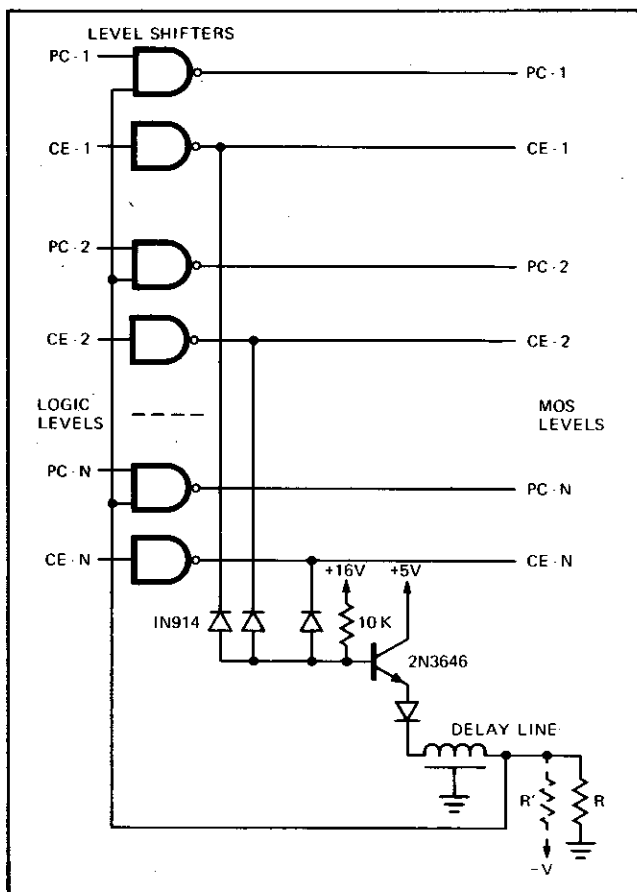 LEVEL SHIFTERS
PC-1
PC-1
CE-1
CE-1
PC-2
PC-2
CE-2
CE-2
LOGIC
LEVELS
MOS
LEVELS
PC-N
PC-N
CE-N
CE-N
+16V
+5V
IN914
10K
2N3646
DELAY LINE
R'
R
-V